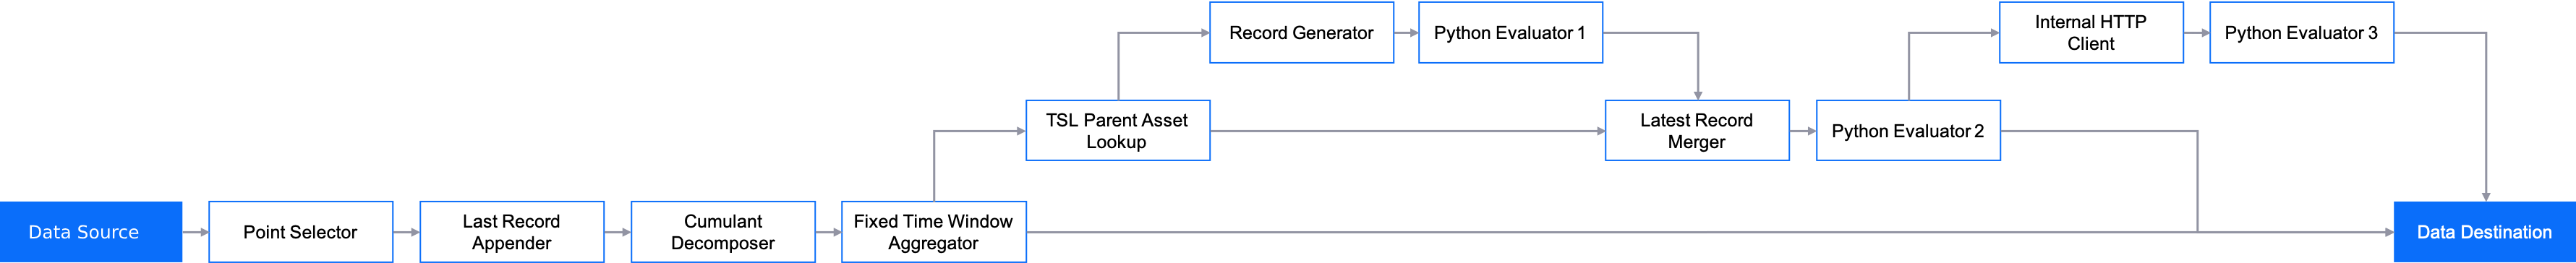 Record Generator
Python Evaluator 1
Internal HTTP
Client
Python Evaluator 3
TSL Parent Asset
Lookup
Latest Record
Merger
Python Evaluator 2
Data Source
Point Selector
Last Record
Appender
Cumulant
Decomposer
Fixed Time Window
Aggregator
Data Destination